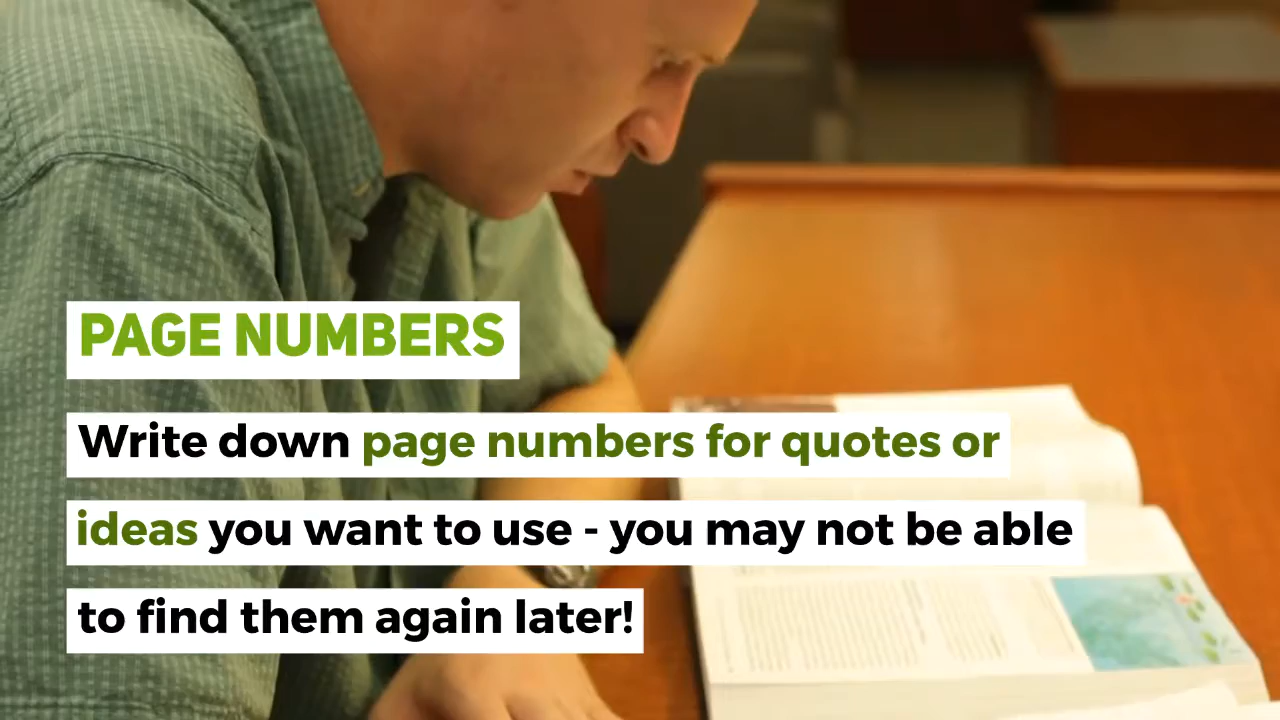 PAGE NUMBERS
Write down page numbers for quotes or
ideas you want to use - you may not be able
to find them again later!